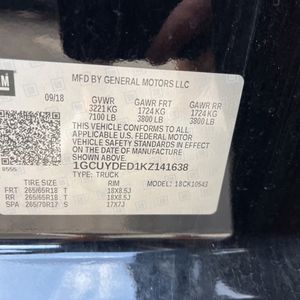 GM
MFD BY GENERAL MOTORS LLC
09/18
GVWR GAWR FRT GAWR RR
3221 KG 1724 KG 1724 KG
7100 LB 3800 LB 3800 LB
THIS VEHICLE CONFORMS TO ALL APPLICABLE
U.S. FEDERAL MOTOR
VEHICLE SAFETY STANDARDS IN EFFECT ON THE DATE OF
MANUFACTURE SHOWN ABOVE.
1GCUYDED1KZ141638
TYPE: TRUCK MODEL: 18CK10543
TIRE SIZE RIM
FRT 265/65R18 T 18X8.5J
RR 265/65R18 T 18X8.5J
SPA 265/70R17 S 17X7J